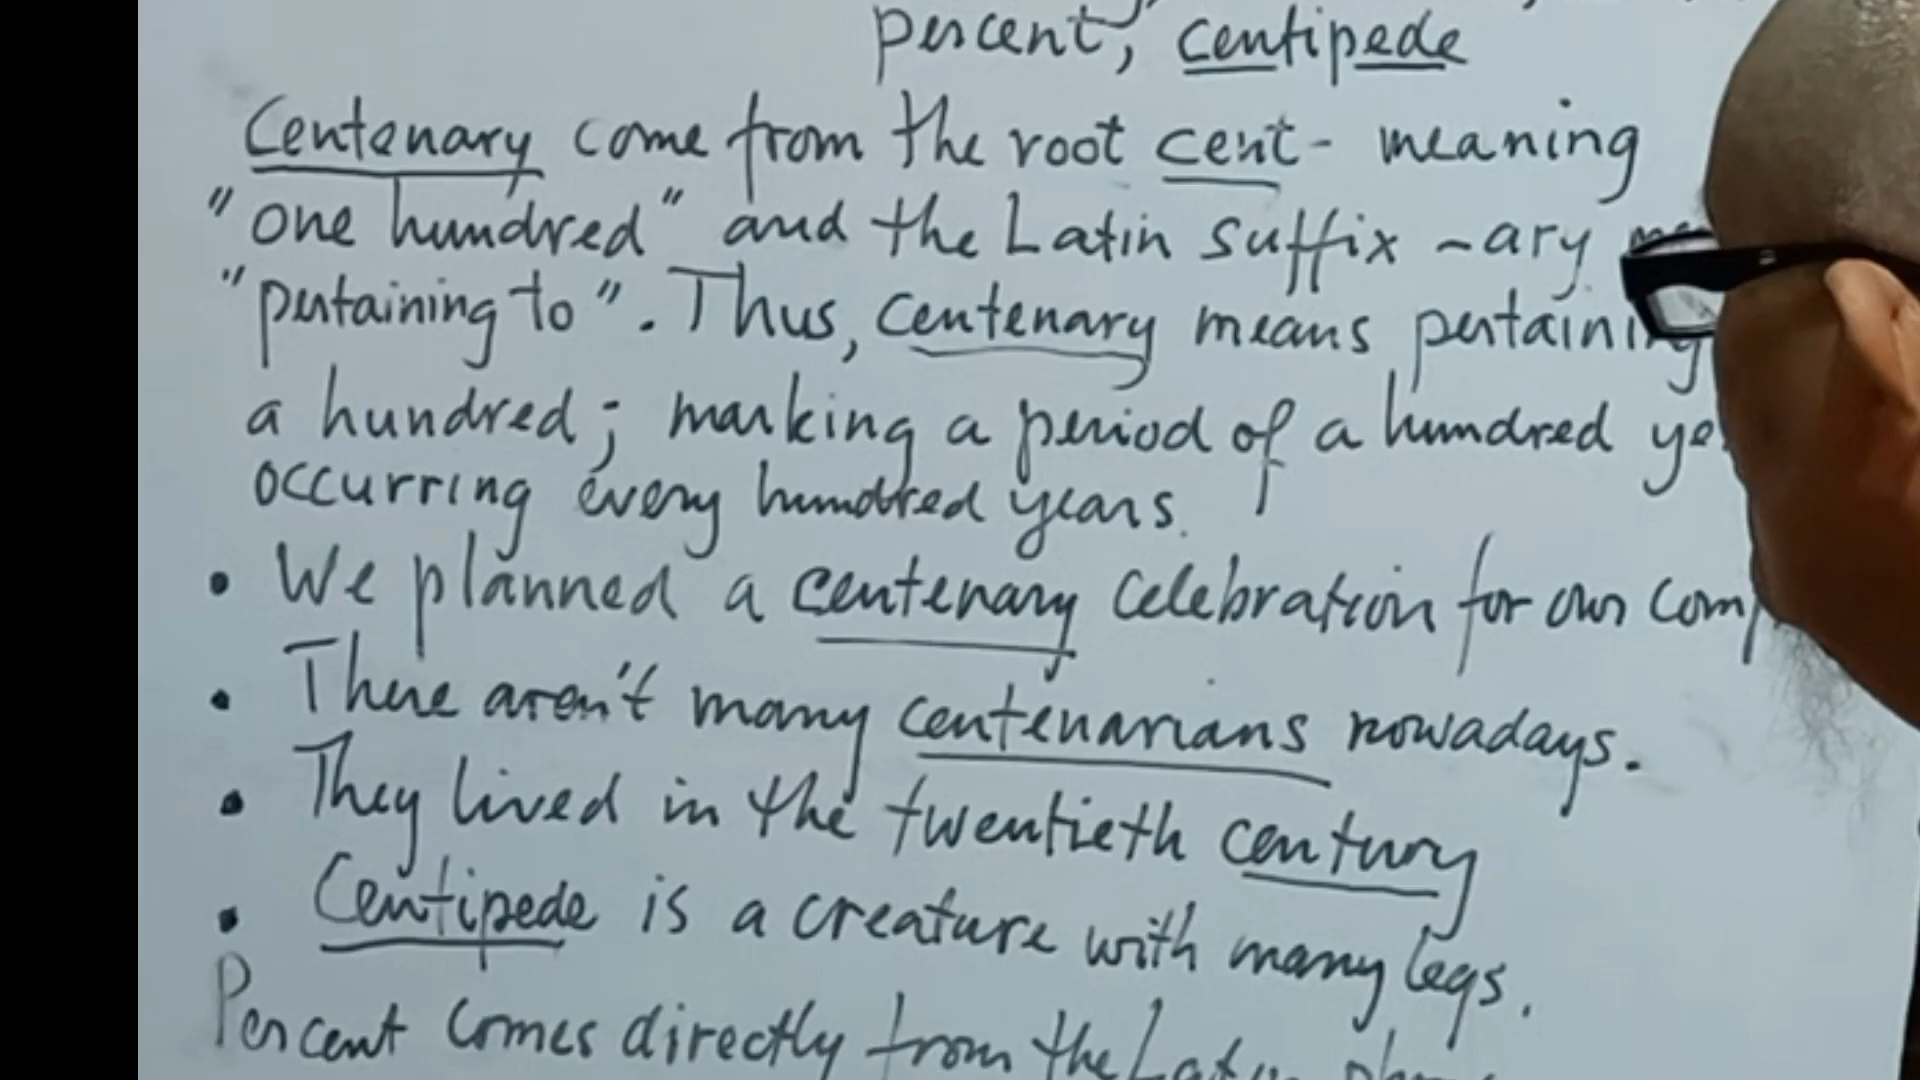 percent, centipede
Centenary come from the root cent- meaning
"one hundred" and the Latin suffix -ary
"pertaining to". Thus, centenary means pertaining
a hundred; marking a period of a hundred
occurring every hundred years.
• We planned a centenary celebration for our
• There aren't many centenarians nowadays.
• They lived in the twentieth century
• Centipede is a creature with many legs.
Percent comes directly from the Latin